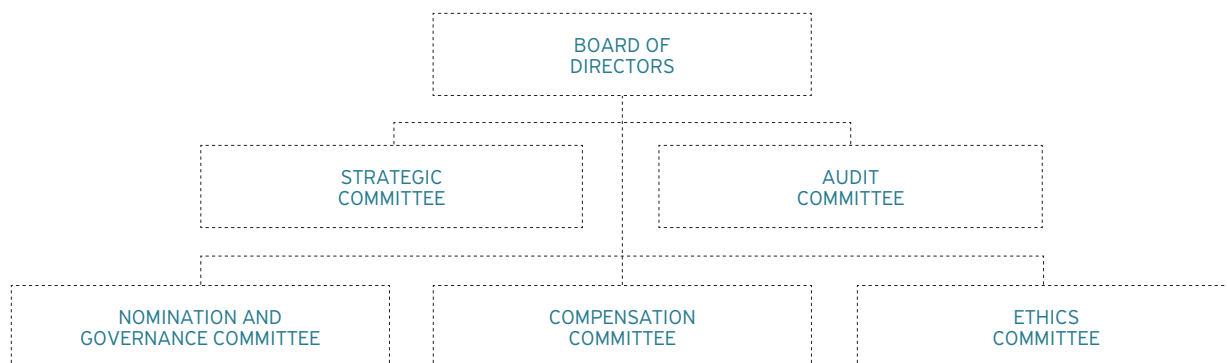 BOARD OF
DIRECTORS
STRATEGIC
COMMITTEE
AUDIT
COMMITTEE
NOMINATION AND
GOVERNANCE COMMITTEE
COMPENSATION
COMMITTEE
ETHICS
COMMITTEE